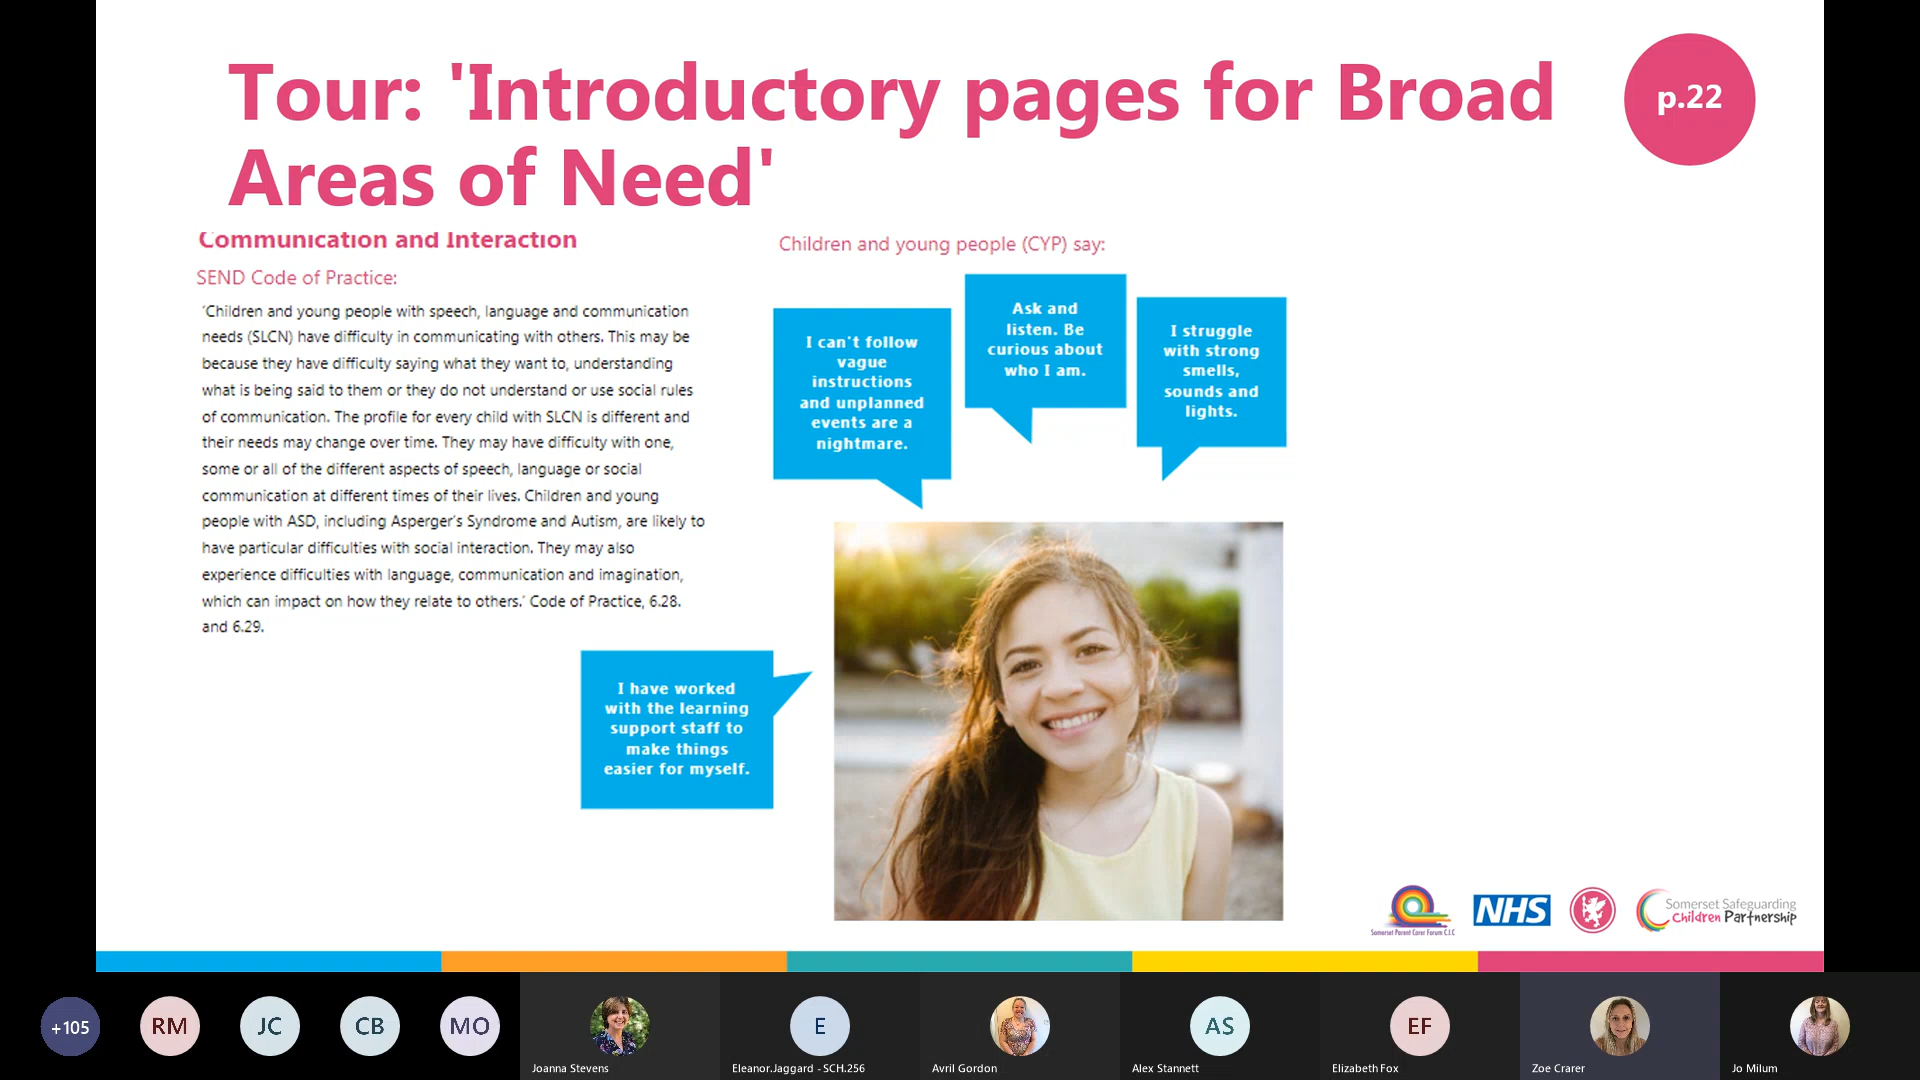 Tour: 'Introductory pages for Broad
Areas of Need'
p.22
Communication and Interaction
SEND Code of Practice:
'Children and young people with speech, language and communication
needs (SLCN) have difficulty in communicating with others. This may be
because they have difficulty saying what they want to, understanding
what is being said to them or they do not understand or use social rules
of communication. The profile for every child with SLCN is different and
their needs may change over time. They may have difficulty with one,
some or all of the different aspects of speech, language or social
communication at different times of their lives. Children and young
people with ASD, including Asperger's Syndrome and Autism, are likely to
have particular difficulties with social interaction. They may also
experience difficulties with language, communication and imagination,
which can impact on how they relate to others.' Code of Practice, 6.28.
and 6.29.
Children and young people (CYP) say:
I can't follow
vague
instructions
and unplanned
events are a
nightmare.
Ask and
listen. Be
curious about
who I am.
I struggle
with strong
smells,
sounds and
lights.
I have worked
with the learning
support staff to
make things
easier for myself.
Somerset Parent Carer Forum C.I.C
NHS
Somerset Safeguarding
Children Partnership
+105
RM
JC
CB
MO
Joanna Stevens
E
Eleanor.Jaggard - SCH.256
Avril Gordon
AS
Alex Stannett
EF
Elizabeth Fox
Zoe Crarer
Jo Milum